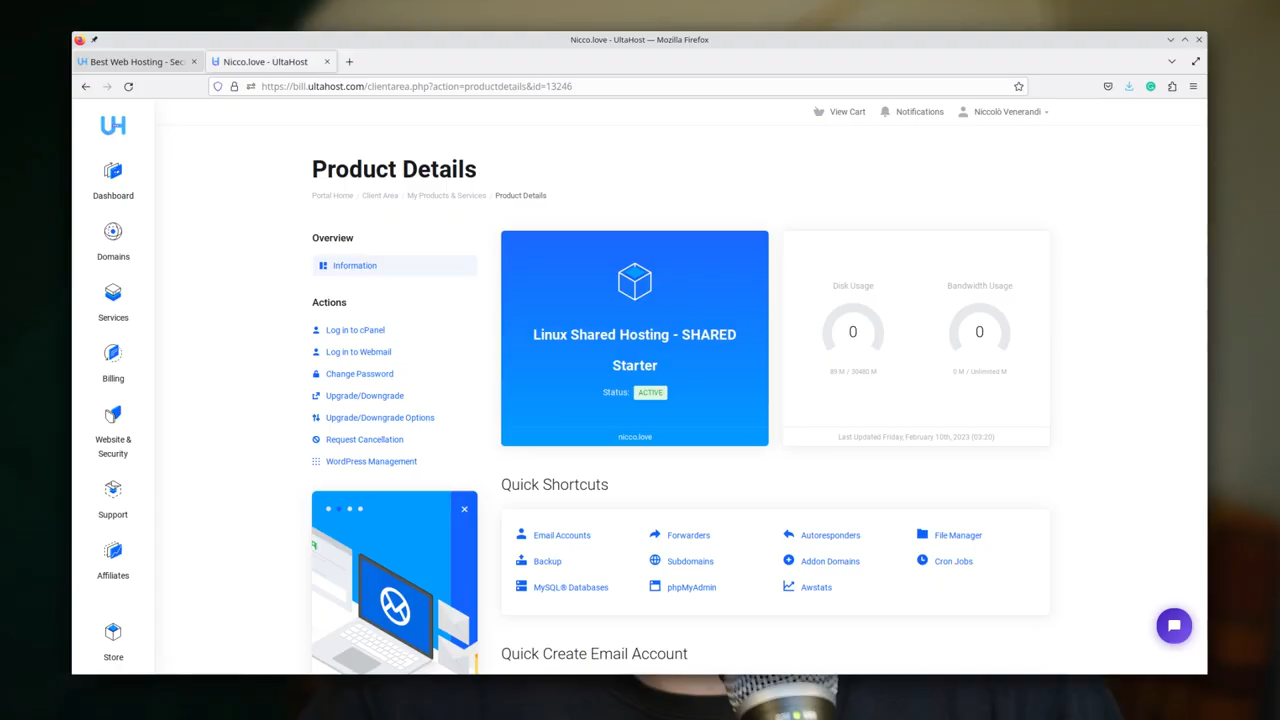 Nicco.love - UltaHost — Mozilla Firefox
Best Web Hosting - Sec
Nicco.love - UltaHost
https://bill.ultahost.com/clientarea.php?action=productdetails&id=13246
UH
View Cart
Notifications
Niccolò Venerandi
Dashboard
Domains
Services
Billing
Website &
Security
Support
Affiliates
Store
Product Details
Portal Home / Client Area / My Products & Services / Product Details
Overview
Information
Actions
Log in to cPanel
Log in to Webmail
Change Password
Upgrade/Downgrade
Upgrade/Downgrade Options
Request Cancellation
WordPress Management
Linux Shared Hosting - SHARED
Starter
Status: ACTIVE
nicco.love
Disk Usage
0
89 M / 30480 M
Bandwidth Usage
0
0 M / Unlimited M
Last Updated Friday, February 10th, 2023 (03:20)
Quick Shortcuts
Email Accounts
Forwarders
Autoresponders
File Manager
Backup
Subdomains
Addon Domains
Cron Jobs
MySQL® Databases
phpMyAdmin
Awstats
Quick Create Email Account